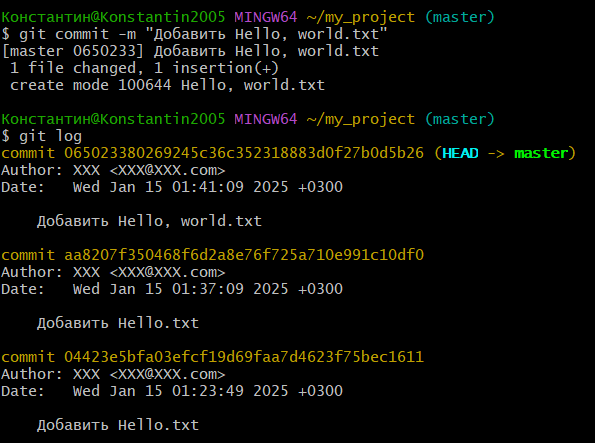 Константин@Konstantin2005 MINGW64 ~/my_project (master)
$ git commit -m "Добавить Hello, world.txt"
[master 0650233] Добавить Hello, world.txt
1 file changed, 1 insertion(+)
create mode 100644 Hello, world.txt
Константин@Konstantin2005 MINGW64 ~/my_project (master)
$ git log
commit 065023380269245c36c352318883d0f27b0d5b26 (HEAD -> master)
Author: XXX <XXX@XXX.com>
Date: Wed Jan 15 01:41:09 2025 +0300
Добавить Hello, world.txt
commit aa8207f350468f6d2a8e76f725a710e991c10df0
Author: XXX <XXX@XXX.com>
Date: Wed Jan 15 01:37:09 2025 +0300
Добавить Hello.txt
commit 04423e5bfa03efcf19d69faa7d4623f75bec1611
Author: XXX <XXX@XXX.com>
Date: Wed Jan 15 01:23:49 2025 +0300
Добавить Hello.txt